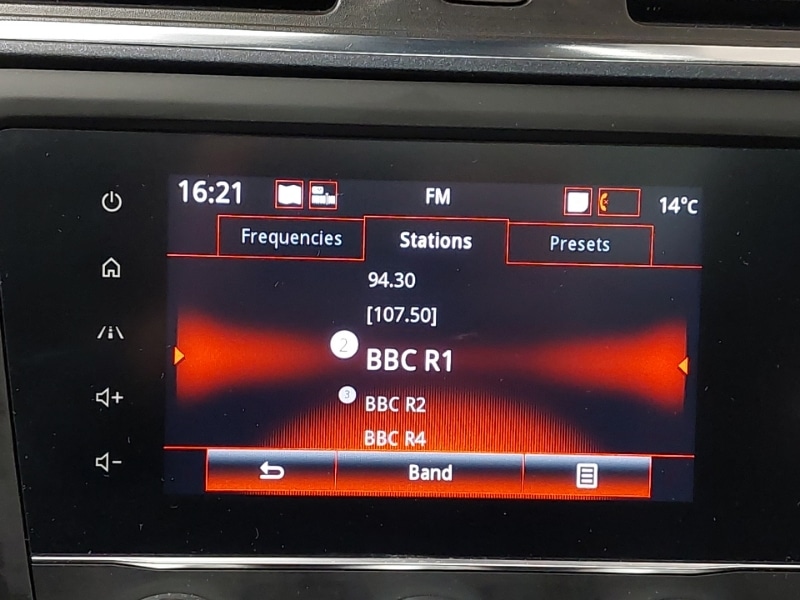 16:21 FM 14°C
Frequencies Stations Presets
94.30
[107.50]
2 BBC R1
3 BBC R2
BBC R4
Band